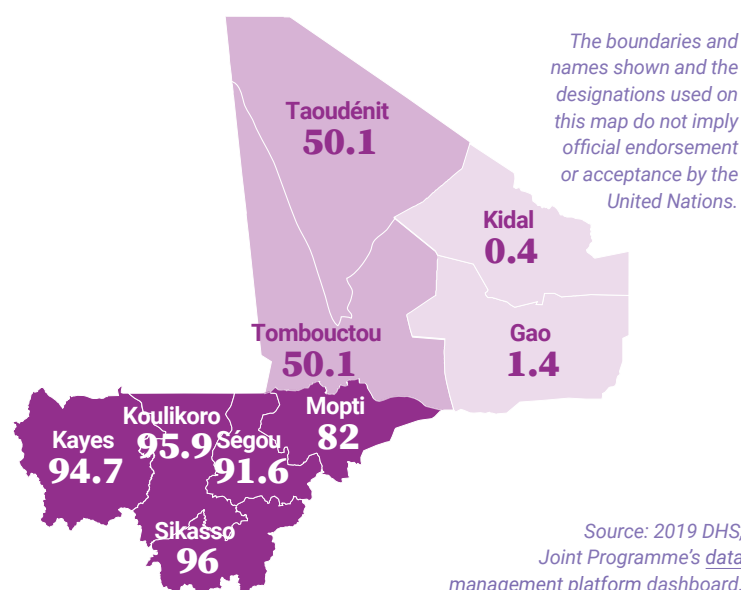 The boundaries and
names shown and the
designations used on
this map do not imply
official endorsement
or acceptance by the
United Nations.
Taoudénit
50.1
Kidal
0.4
Tombouctou
50.1
Gao
1.4
Mopti
82
Koulikoro
95.9
Ségou
91.6
Kayes
94.7
Sikasso
96
Source: 2019 DHS,
Joint Programme’s data
management platform dashboard.